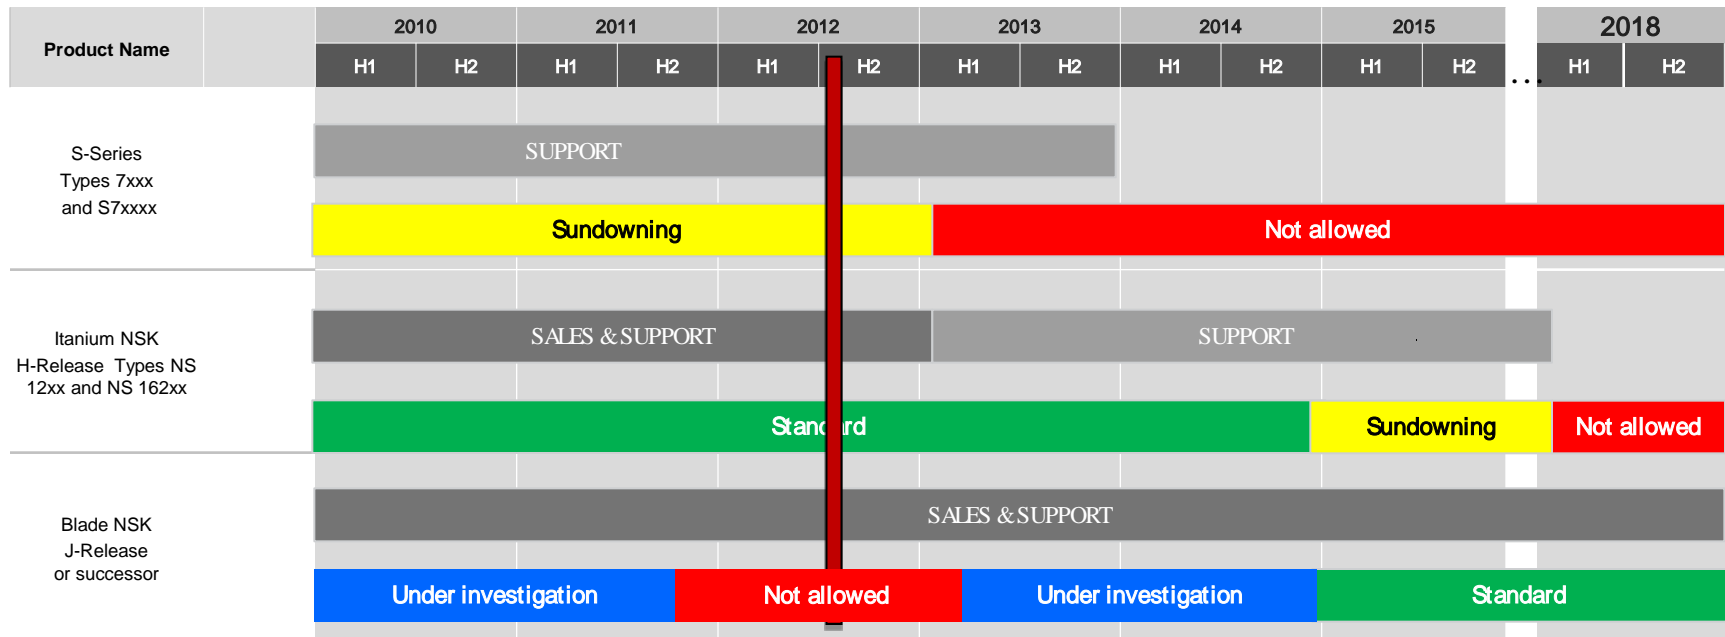 Product Name
2010 2011 2012 2013 2014 2015 2018
H1 H2 H1 H2 H1 H2 H1 H2 H1 H2 H1 H2 ... H1 H2
S-Series
Types 7xxx
and S7xxxx
SUPPORT
Sundowning Not allowed
Itanium NSK
H-Release Types NS
12xx and NS 162xx
SALES & SUPPORT SUPPORT
Standard Sundowning Not allowed
Blade NSK
J-Release
or successor
SALES & SUPPORT
Under investigation Not allowed Under investigation Standard